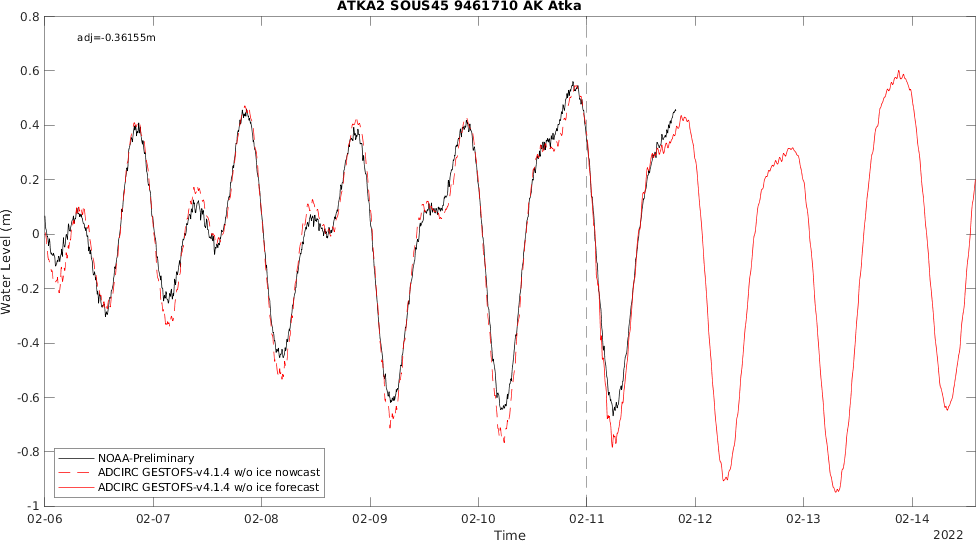 ATKA2 SOUS45 9461710 AK Atka
adj=-0.36155m
0.8
0.6
0.4
0.2
0
-0.2
-0.4
-0.6
-0.8
-1
Water Level (m)
NOAA-Preliminary
ADCIRC GESTOFS-v4.1.4 w/o ice nowcast
ADCIRC GESTOFS-v4.1.4 w/o ice forecast
02-06 02-07 02-08 02-09 02-10 02-11 02-12 02-13 02-14
Time
2022